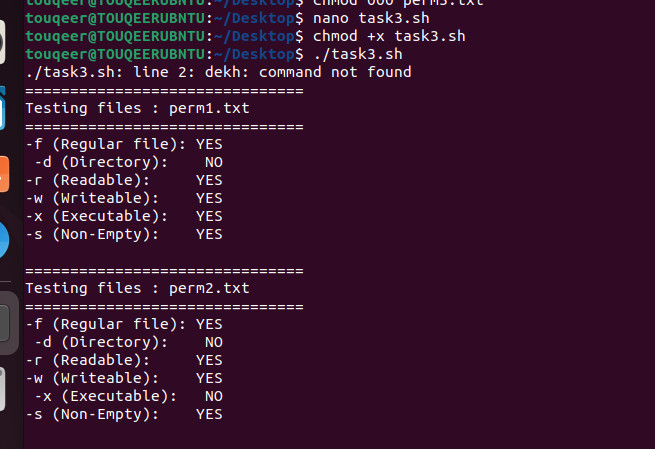 touqeer@TOUQEERUBNTU:~/Desktop$ chmod 000 perm3.txt
touqeer@TOUQEERUBNTU:~/Desktop$ nano task3.sh
touqeer@TOUQEERUBNTU:~/Desktop$ chmod +x task3.sh
touqeer@TOUQEERUBNTU:~/Desktop$ ./task3.sh
./task3.sh: line 2: dekh: command not found
===============================
Testing files : perm1.txt
===============================
-f (Regular file): YES
 -d (Directory):    NO
-r (Readable):     YES
-w (Writeable):    YES
-x (Executable):   YES
-s (Non-Empty):    YES

===============================
Testing files : perm2.txt
===============================
-f (Regular file): YES
 -d (Directory):    NO
-r (Readable):     YES
-w (Writeable):    YES
 -x (Executable):   NO
-s (Non-Empty):    YES